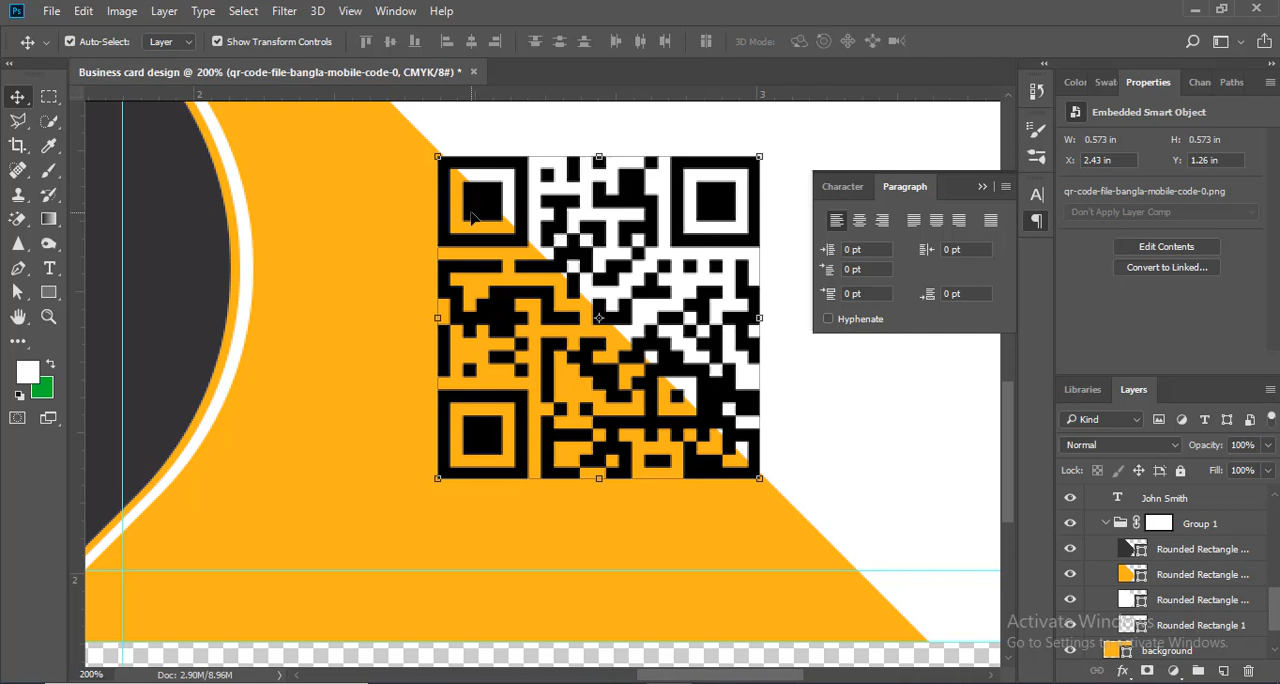 Ps File Edit Image Layer Type Select Filter 3D View Window Help
Auto-Select: Layer Show Transform Controls 3D Mode:
Business card design @ 200% (qr-code-file-bangla-mobile-code-0, CMYK/8#) * ×
2 3
2
Color Swat Properties Chan Paths
Embedded Smart Object
W: 0.573 in H: 0.573 in
X: 2.43 in Y: 1.26 in
qr-code-file-bangla-mobile-code-0.png
Don't Apply Layer Comp
Edit Contents
Convert to Linked...
Character Paragraph
0 pt 0 pt
0 pt
0 pt 0 pt
Hyphenate
Libraries Layers
Kind
Normal Opacity: 100%
Lock: Fill: 100%
T John Smith
Group 1
Rounded Rectangle ...
Rounded Rectangle ...
Rounded Rectangle ...
Rounded Rectangle 1
background
Activate Windows
Go to Settings to activate Windows.
200% Doc: 2.90M/8.96M